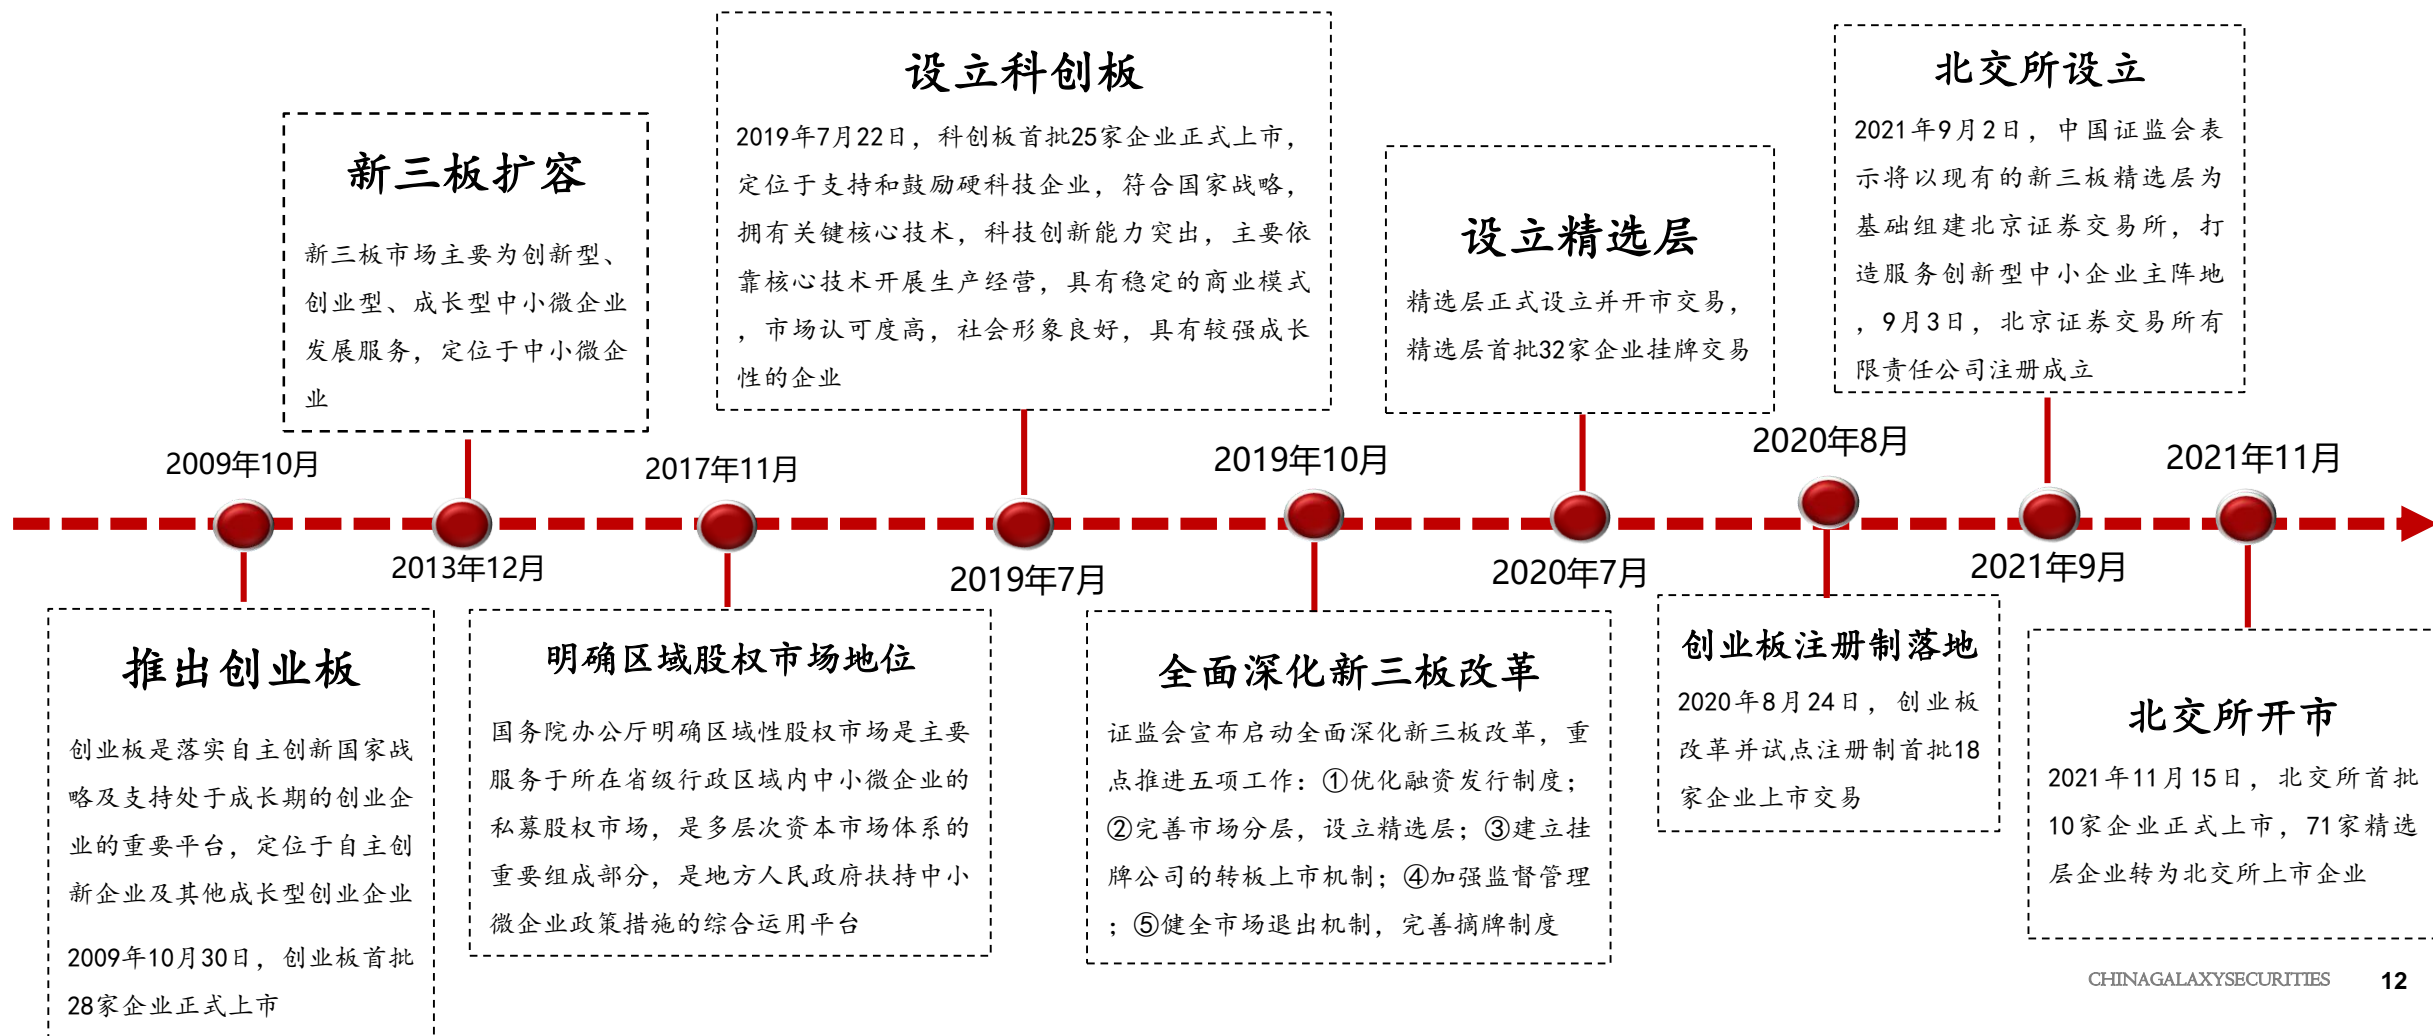 新三板扩容
新三板市场主要为创新型、
创业型、成长型中小微企业
发展服务，定位于中小微企
业
设立科创板
2019年7月22日，科创板首批25家企业正式上市，
定位于支持和鼓励硬科技企业，符合国家战略，
拥有关键核心技术，科技创新能力突出，主要依
靠核心技术开展生产经营，具有稳定的商业模式
，市场认可度高，社会形象良好，具有较强成长
性的企业
设立精选层
精选层正式设立并开市交易，
精选层首批32家企业挂牌交易
北交所设立
2021年9月2日，中国证监会表
示将以现有的新三板精选层为
基础组建北京证券交易所，打
造服务创新型中小企业主阵地
，9月3日，北京证券交易所有
限责任公司注册成立
2009年10月
2013年12月
2017年11月
2019年7月
2019年10月
2020年7月
2020年8月
2021年9月
2021年11月
推出创业板
创业板是落实自主创新国家战
略及支持处于成长期的创业企
业的重要平台，定位于自主创
新企业及其他成长型创业企业
2009年10月30日，创业板首批
28家企业正式上市
明确区域股权市场地位
国务院办公厅明确区域性股权市场是主要
服务于所在省级行政区域内中小微企业的
私募股权市场，是多层次资本市场体系的
重要组成部分，是地方人民政府扶持中小
微企业政策措施的综合运用平台
全面深化新三板改革
证监会宣布启动全面深化新三板改革，重
点推进五项工作：①优化融资发行制度；
②完善市场分层，设立精选层；③建立挂
牌公司的转板上市机制；④加强监督管理
；⑤健全市场退出机制，完善摘牌制度
创业板注册制落地
2020年8月24日，创业板
改革并试点注册制首批18
家企业上市交易
北交所开市
2021年11月15日，北交所首批
10家企业正式上市，71家精选
层企业转为北交所上市企业
CHINAGALAXYSECURITIES 12